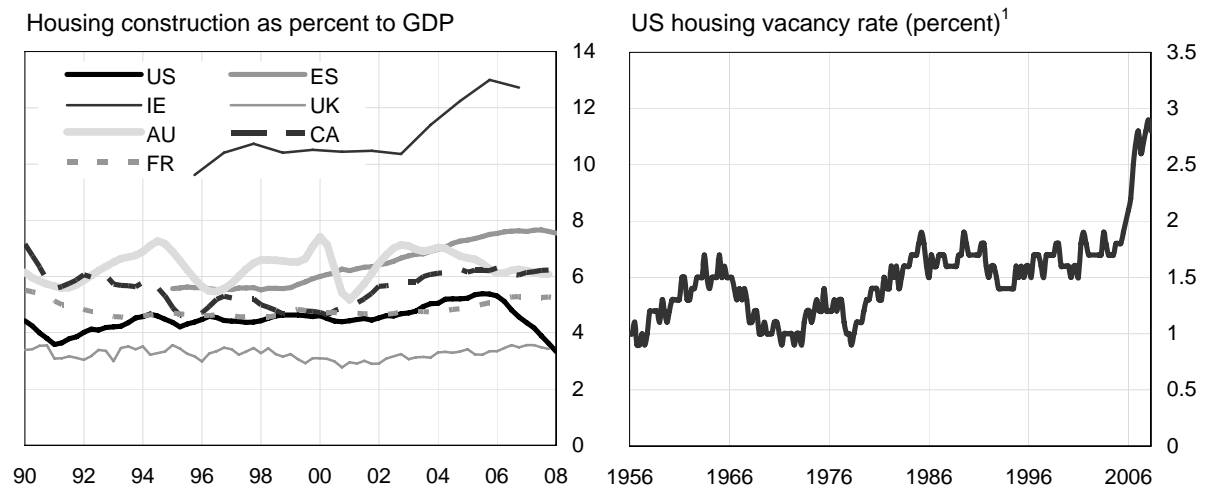 Housing construction as percent to GDP
US ES
IE UK
AU CA
FR
14
12
10
8
6
4
2
0
90 92 94 96 98 00 02 04 06 08
US housing vacancy rate (percent)¹
3.5
3
2.5
2
1.5
1
0.5
0
1956 1966 1976 1986 1996 2006